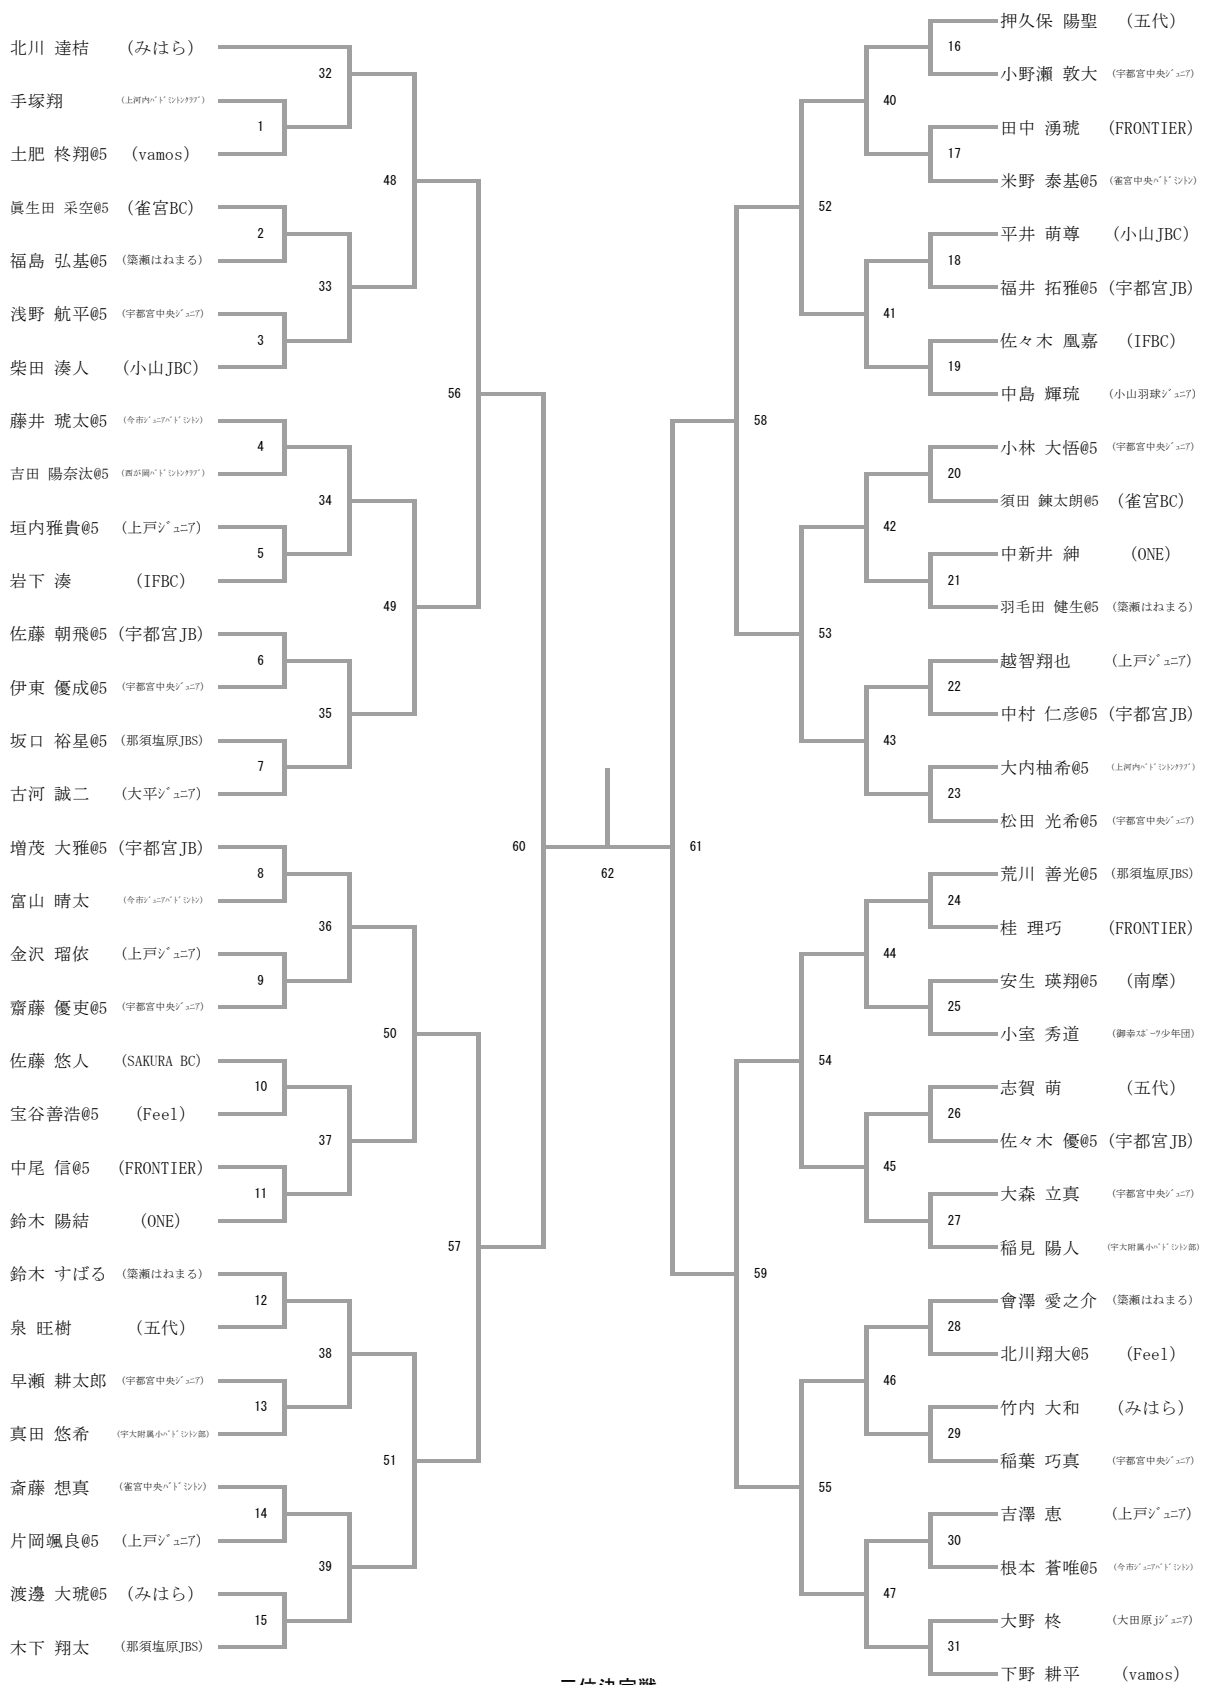 北川 達桔 (みはら)
32
手塚翔 (上河内バドミントンクラブ)
1
土肥 柊翔@5 (vamos)
48
眞生田 采空@5 (雀宮BC)
2
福島 弘基@5 (簗瀬はねまる)
33
浅野 航平@5 (宇都宮中央ジュニア)
3
柴田 湊人 (小山JBC)
56
藤井 琥太@5 (今市ジュニアバドミントン)
4
吉田 陽奈汰@5 (西が岡バドミントンクラブ)
34
垣内雅貴@5 (上戸ジュニア)
5
岩下 湊 (IFBC)
49
佐藤 朝飛@5 (宇都宮JB)
6
伊東 優成@5 (宇都宮中央ジュニア)
35
坂口 裕星@5 (那須塩原JBS)
7
古河 誠二 (大平ジュニア)
60
増茂 大雅@5 (宇都宮JB)
8
富山 晴太 (今市ジュニアバドミントン)
36
金沢 瑠依 (上戸ジュニア)
9
齋藤 優吏@5 (宇都宮中央ジュニア)
50
佐藤 悠人 (SAKURA BC)
10
宝谷善浩@5 (Feel)
37
中尾 信@5 (FRONTIER)
11
鈴木 陽結 (ONE)
57
鈴木 すばる (簗瀬はねまる)
12
泉 旺樹 (五代)
38
早瀬 耕太郎 (宇都宮中央ジュニア)
13
真田 悠希 (宇大附属小バドミントン部)
51
斎藤 想真 (雀宮中央バドミントン)
14
片岡颯良@5 (上戸ジュニア)
39
渡邊 大琥@5 (みはら)
15
木下 翔太 (那須塩原JBS)
62
押久保 陽聖 (五代)
16
小野瀬 敦大 (宇都宮中央ジュニア)
40
田中 湧琥 (FRONTIER)
17
米野 泰基@5 (雀宮中央バドミントン)
52
平井 萌尊 (小山JBC)
18
福井 拓雅@5 (宇都宮JB)
41
佐々木 凰嘉 (IFBC)
19
中島 輝琉 (小山羽球ジュニア)
58
小林 大悟@5 (宇都宮中央ジュニア)
20
須田 錬太朗@5 (雀宮BC)
42
中新井 紳 (ONE)
21
羽毛田 健生@5 (簗瀬はねまる)
53
越智翔也 (上戸ジュニア)
22
中村 仁彦@5 (宇都宮JB)
43
大内柚希@5 (上河内バドミントンクラブ)
23
松田 光希@5 (宇都宮中央ジュニア)
61
荒川 善光@5 (那須塩原JBS)
24
桂 理巧 (FRONTIER)
44
安生 瑛翔@5 (南摩)
25
小室 秀道 (御幸スポーツ少年団)
54
志賀 萌 (五代)
26
佐々木 優@5 (宇都宮JB)
45
大森 立真 (宇都宮中央ジュニア)
27
稲見 陽人 (宇大附属小バドミントン部)
59
會澤 愛之介 (簗瀬はねまる)
28
北川翔大@5 (Feel)
46
竹内 大和 (みはら)
29
稲葉 巧真 (宇都宮中央ジュニア)
55
吉澤 恵 (上戸ジュニア)
30
根本 蒼唯@5 (今市ジュニアバドミントン)
47
大野 柊 (大田原jジュニア)
31
下野 耕平 (vamos)
三位決定戦